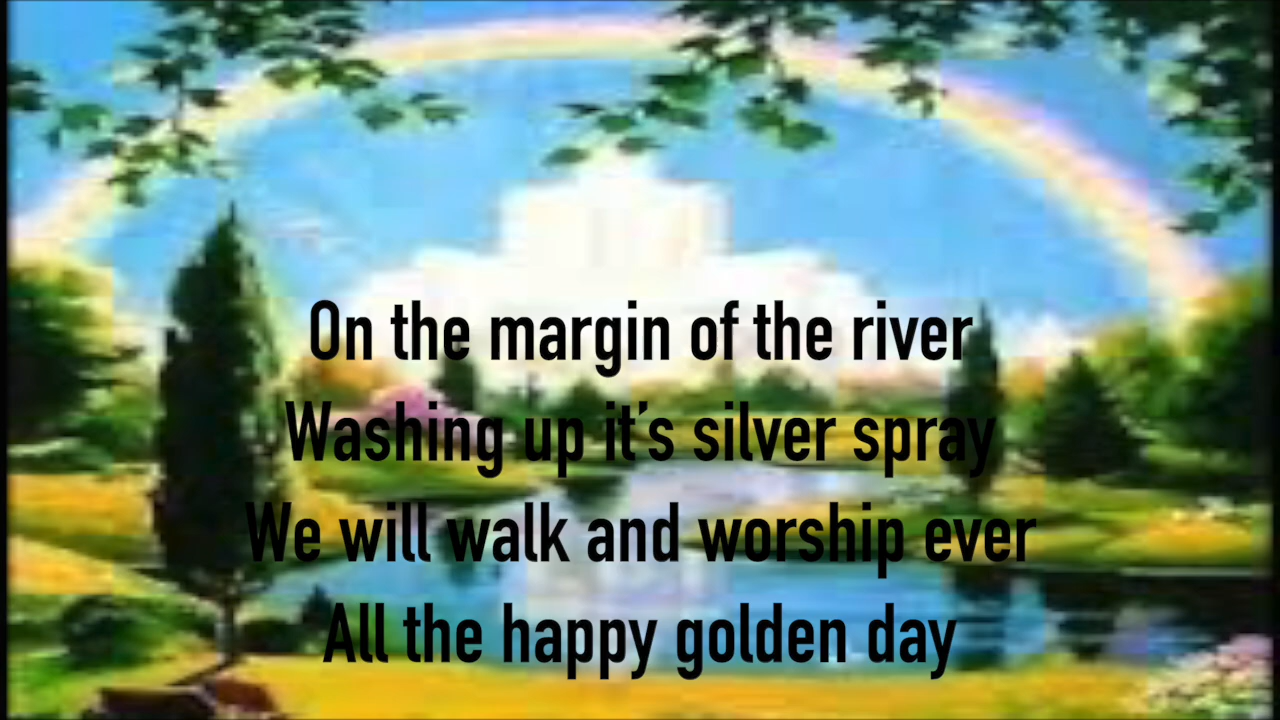 On the margin of the river
Washing up it's silver spray
We will walk and worship ever
All the happy golden day